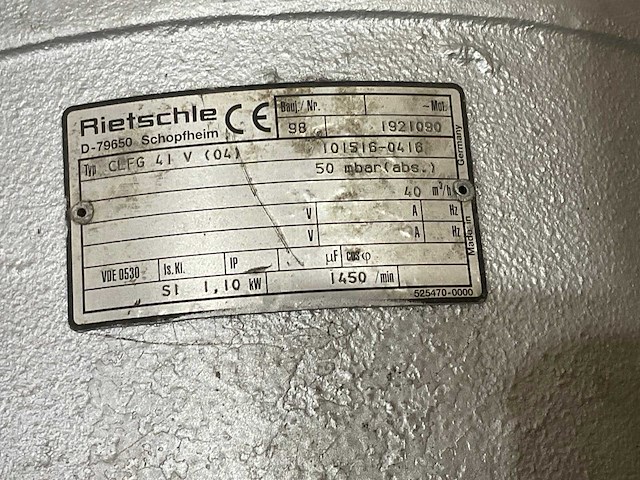 Rietschle CE Bauj./Nr. ~Mot.
D-79650 Schopfheim 98 1921090
Typ CLFG 41 V (04) 101516-0416
50 mbar(abs.)
40 m³/h
V A Hz
V A Hz
VDE 0530 Is.Kl. IP µF cosφ
S1 1,10 kW 1450 /min
525470-0000
Made in Germany